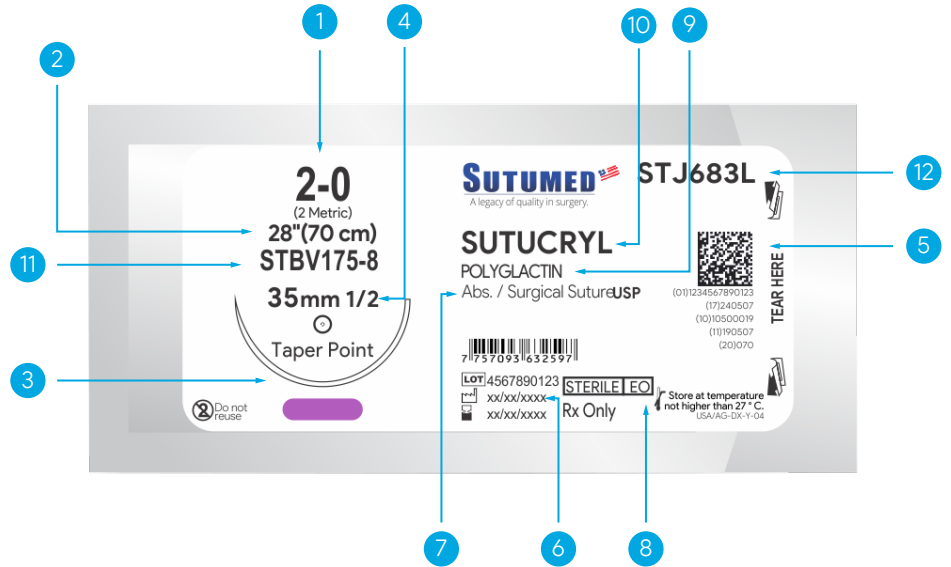 1
4
10
9
2
12
11
5
3
7
6
8
2-0
(2 Metric)
28"(70 cm)
STBV175-8
35mm 1/2
Taper Point
2 Do not
reuse
SUTUMED
A legacy of quality in surgery.
STJ683L
SUTUCRYL
POLYGLACTIN
Abs. / Surgical Suture USP
7 757093 632597
LOT 4567890123
xx/xx/xxxx
xx/xx/xxxx
STERILE EO
Rx Only
(01)1234567890123
(17)240507
(10)10500019
(11)190507
(20)070
TEAR HERE
Store at temperature
not higher than 27 ° C.
USA/AG-DX-Y-04